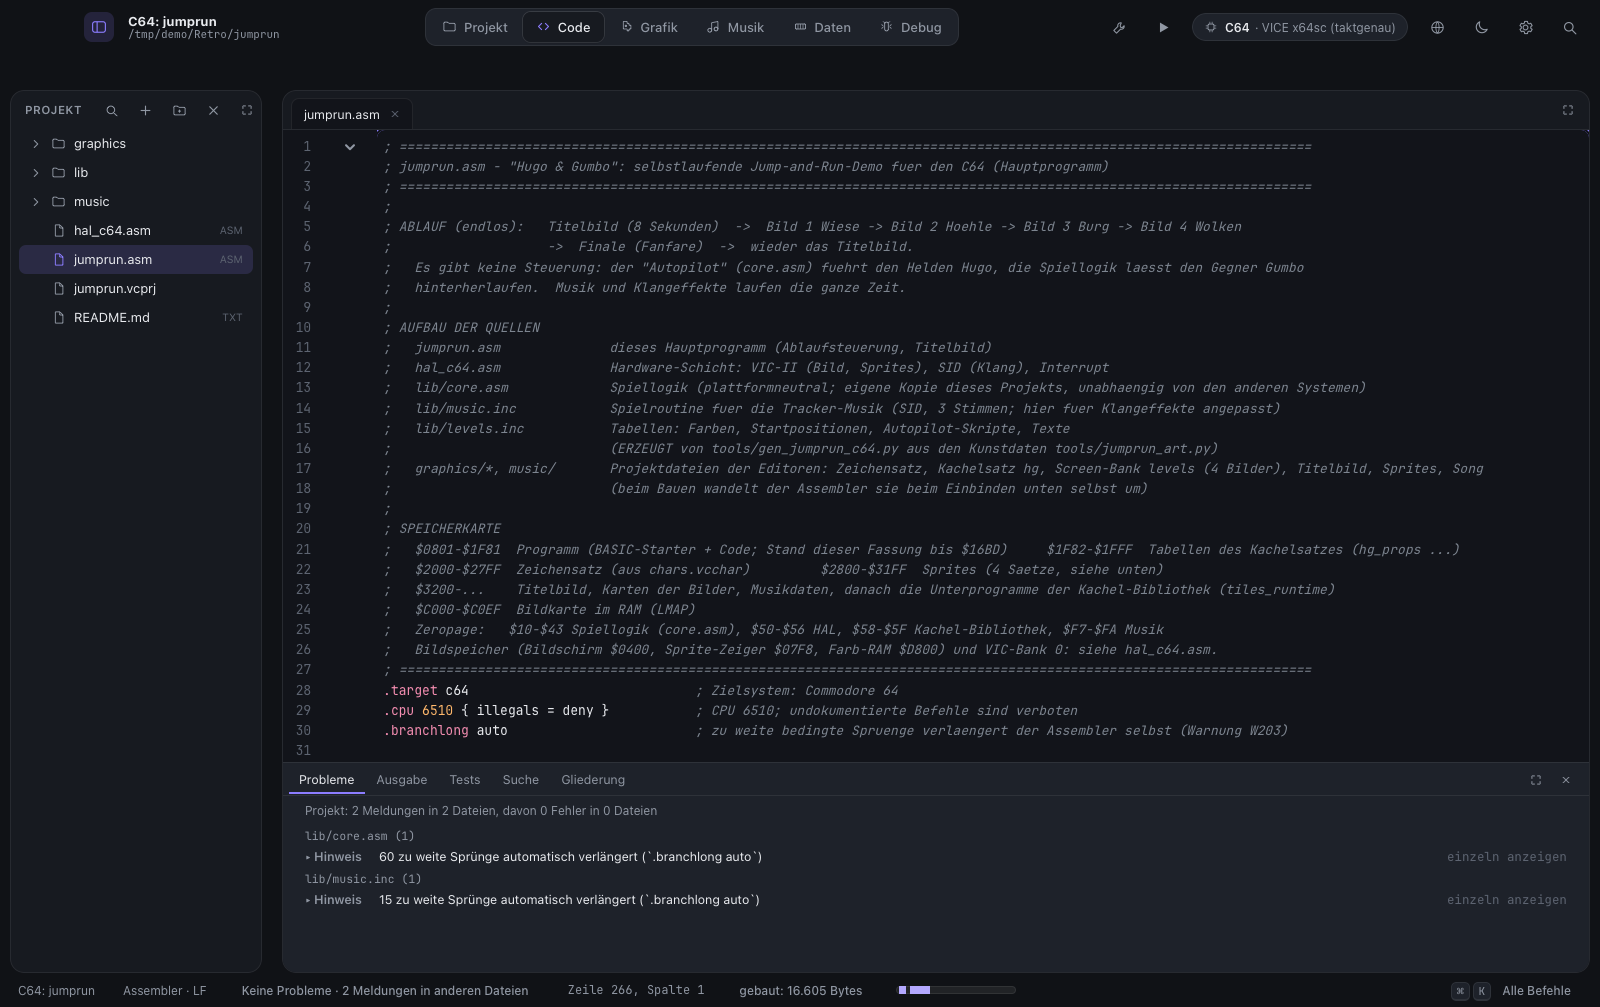 C64: jumprun
/tmp/demo/Retro/jumprun
Projekt Code Grafik Musik Daten Debug
C64 · VICE x64sc (taktgenau)
PROJEKT
graphics
lib
music
hal_c64.asm ASM
jumprun.asm ASM
jumprun.vcprj
README.md TXT
jumprun.asm ×
1 ; =====================================================================================================================
2 ; jumprun.asm - "Hugo & Gumbo": selbstlaufende Jump-and-Run-Demo fuer den C64 (Hauptprogramm)
3 ; =====================================================================================================================
4 ;
5 ; ABLAUF (endlos):   Titelbild (8 Sekunden)  ->  Bild 1 Wiese -> Bild 2 Hoehle -> Bild 3 Burg -> Bild 4 Wolken
6 ;                    ->  Finale (Fanfare)  ->  wieder das Titelbild.
7 ;   Es gibt keine Steuerung: der "Autopilot" (core.asm) fuehrt den Helden Hugo, die Spiellogik laesst den Gegner Gumbo
8 ;   hinterherlaufen.  Musik und Klangeffekte laufen die ganze Zeit.
9 ;
10 ; AUFBAU DER QUELLEN
11 ;   jumprun.asm              dieses Hauptprogramm (Ablaufsteuerung, Titelbild)
12 ;   hal_c64.asm              Hardware-Schicht: VIC-II (Bild, Sprites), SID (Klang), Interrupt
13 ;   lib/core.asm             Spiellogik (plattformneutral; eigene Kopie dieses Projekts, unabhaengig von den anderen Systemen)
14 ;   lib/music.inc            Spielroutine fuer die Tracker-Musik (SID, 3 Stimmen; hier fuer Klangeffekte angepasst)
15 ;   lib/levels.inc           Tabellen: Farben, Startpositionen, Autopilot-Skripte, Texte
16 ;                            (ERZEUGT von tools/gen_jumprun_c64.py aus den Kunstdaten tools/jumprun_art.py)
17 ;   graphics/*, music/       Projektdateien der Editoren: Zeichensatz, Kachelsatz hg, Screen-Bank levels (4 Bilder), Titelbild, Sprites, Song
18 ;                            (beim Bauen wandelt der Assembler sie beim Einbinden unten selbst um)
19 ;
20 ; SPEICHERKARTE
21 ;   $0801-$1F81  Programm (BASIC-Starter + Code; Stand dieser Fassung bis $16BD)     $1F82-$1FFF  Tabellen des Kachelsatzes (hg_props ...)
22 ;   $2000-$27FF  Zeichensatz (aus chars.vcchar)         $2800-$31FF  Sprites (4 Saetze, siehe unten)
23 ;   $3200-...    Titelbild, Karten der Bilder, Musikdaten, danach die Unterprogramme der Kachel-Bibliothek (tiles_runtime)
24 ;   $C000-$C0EF  Bildkarte im RAM (LMAP)
25 ;   Zeropage:   $10-$43 Spiellogik (core.asm), $50-$56 HAL, $58-$5F Kachel-Bibliothek, $F7-$FA Musik
26 ;   Bildspeicher (Bildschirm $0400, Sprite-Zeiger $07F8, Farb-RAM $D800) und VIC-Bank 0: siehe hal_c64.asm.
27 ; =====================================================================================================================
28 .target c64                             ; Zielsystem: Commodore 64
29 .cpu 6510 { illegals = deny }           ; CPU 6510; undokumentierte Befehle sind verboten
30 .branchlong auto                        ; zu weite bedingte Spruenge verlaengert der Assembler selbst (Warnung W203)
31
Probleme Ausgabe Tests Suche Gliederung
Projekt: 2 Meldungen in 2 Dateien, davon 0 Fehler in 0 Dateien
lib/core.asm (1)
▸ Hinweis 60 zu weite Sprünge automatisch verlängert (`.branchlong auto`) einzeln anzeigen
lib/music.inc (1)
▸ Hinweis 15 zu weite Sprünge automatisch verlängert (`.branchlong auto`) einzeln anzeigen
C64: jumprun Assembler · LF Keine Probleme · 2 Meldungen in anderen Dateien Zeile 266, Spalte 1 gebaut: 16.605 Bytes ⌘ K Alle Befehle